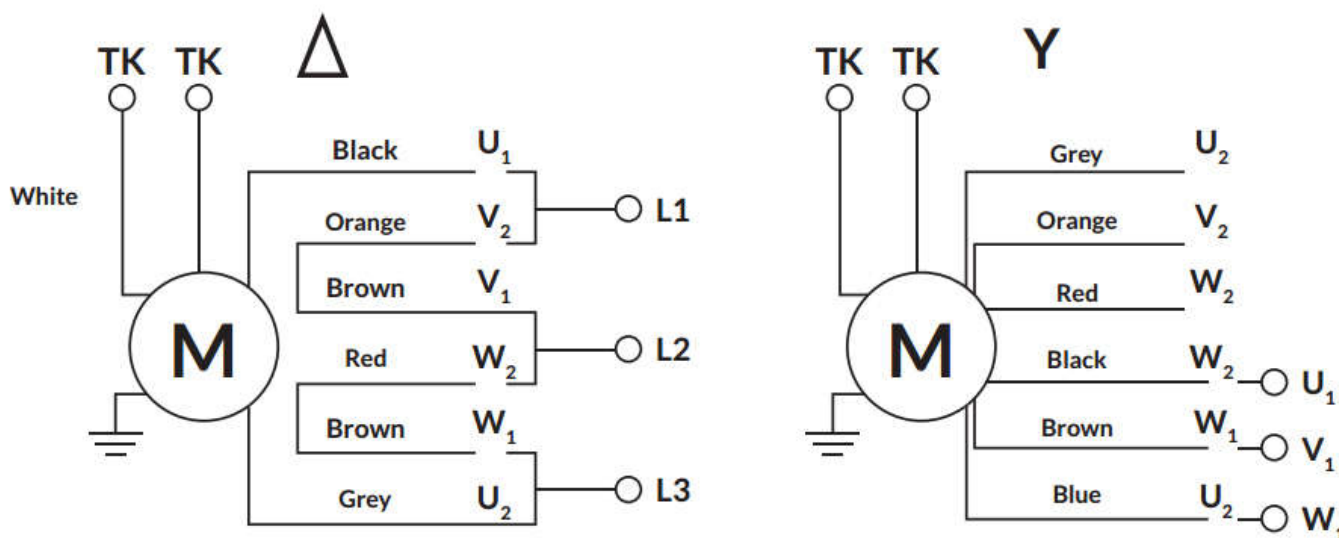 TK TK Δ
White
Black U₁
Orange V₂
L1
Brown V₁
Red W₂
L2
Brown W₁
Grey U₂
L3
M
TK TK Y
Grey U₂
Orange V₂
Red W₂
Black W₂ U₁
Brown W₁ V₁
Blue U₂ W
M